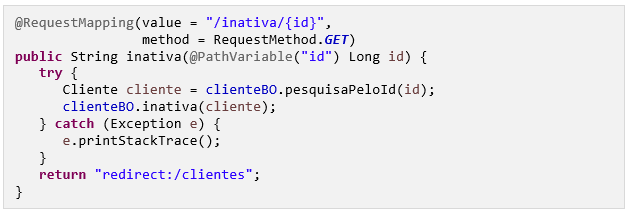 @RequestMapping(value = "/inativa/{id}",
                method = RequestMethod.GET)
public String inativa(@PathVariable("id") Long id) {
   try {
      Cliente cliente = clienteBO.pesquisaPeloId(id);
      clienteBO.inativa(cliente);
   } catch (Exception e) {
      e.printStackTrace();
   }
   return "redirect:/clientes";
}